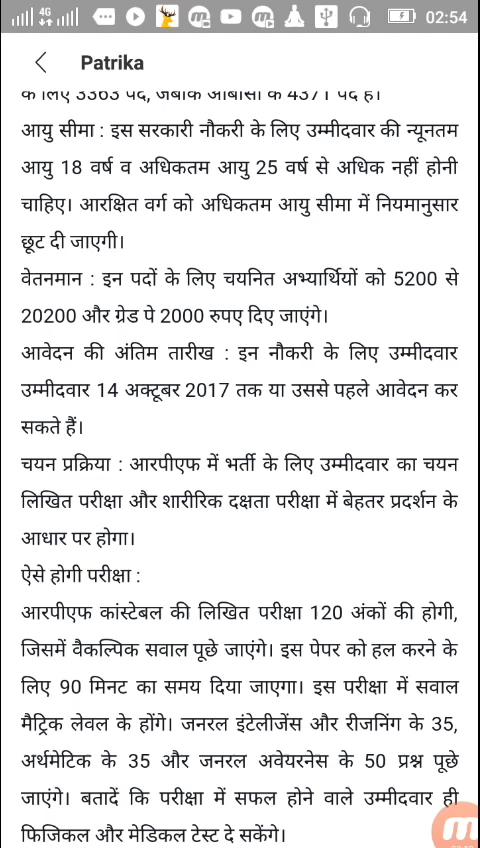 4G 02:54
Patrika
के लिए 3363 पद, जबकि ओबीसी के 4371 पद हैं।
आयु सीमा : इस सरकारी नौकरी के लिए उम्मीदवार की न्यूनतम
आयु 18 वर्ष व अधिकतम आयु 25 वर्ष से अधिक नहीं होनी
चाहिए। आरक्षित वर्ग को अधिकतम आयु सीमा में नियमानुसार
छूट दी जाएगी।
वेतनमान : इन पदों के लिए चयनित अभ्यार्थियों को 5200 से
20200 और ग्रेड पे 2000 रुपए दिए जाएंगे।
आवेदन की अंतिम तारीख : इन नौकरी के लिए उम्मीदवार
उम्मीदवार 14 अक्टूबर 2017 तक या उससे पहले आवेदन कर
सकते हैं।
चयन प्रक्रिया : आरपीएफ में भर्ती के लिए उम्मीदवार का चयन
लिखित परीक्षा और शारीरिक दक्षता परीक्षा में बेहतर प्रदर्शन के
आधार पर होगा।
ऐसे होगी परीक्षा :
आरपीएफ कांस्टेबल की लिखित परीक्षा 120 अंकों की होगी,
जिसमें वैकल्पिक सवाल पूछे जाएंगे। इस पेपर को हल करने के
लिए 90 मिनट का समय दिया जाएगा। इस परीक्षा में सवाल
मैट्रिक लेवल के होंगे। जनरल इंटेलीजेंस और रीजनिंग के 35,
अर्थमेटिक के 35 और जनरल अवेयरनेस के 50 प्रश्न पूछे
जाएंगे। बतादें कि परीक्षा में सफल होने वाले उम्मीदवार ही
फिजिकल और मेडिकल टेस्ट दे सकेंगे।